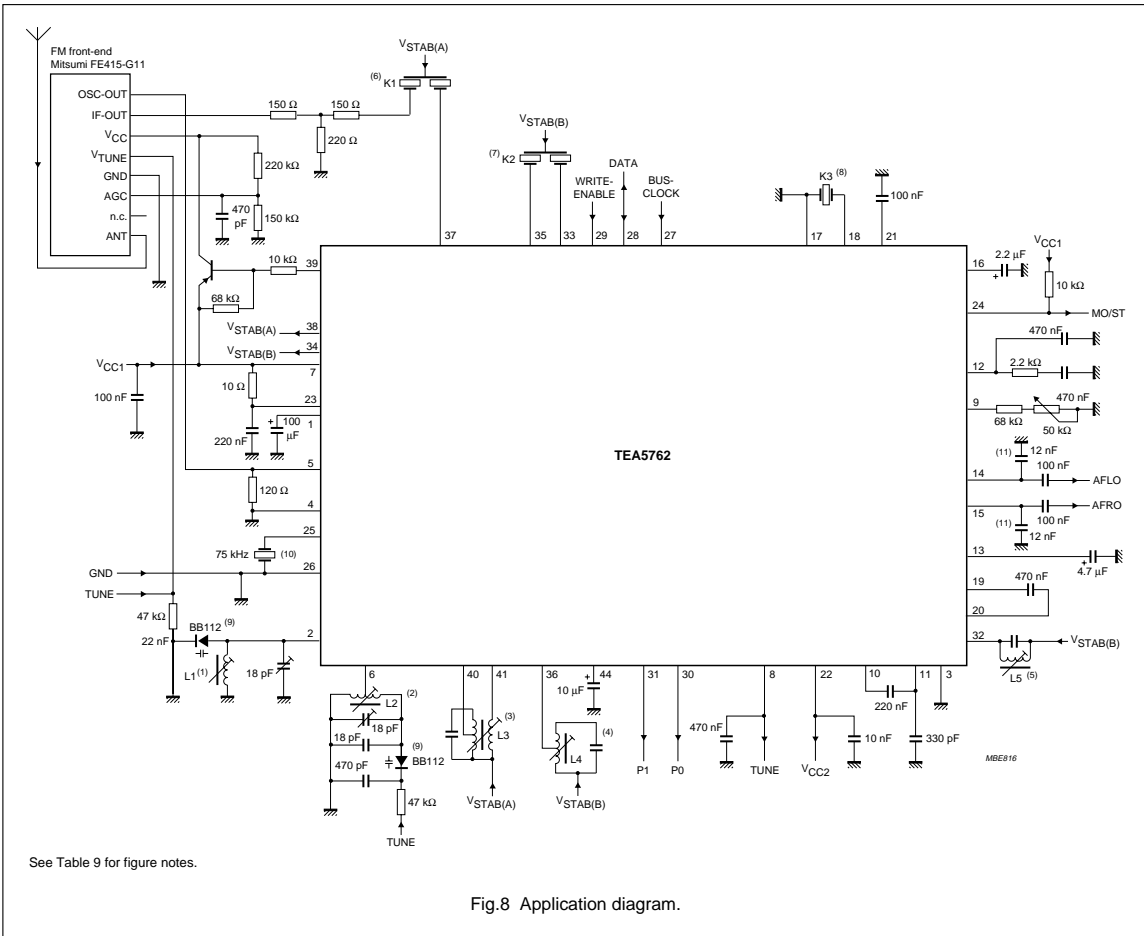 FM front-end
Mitsumi FE415-G11
OSC-OUT
IF-OUT
VCC
VTUNE
GND
AGC
n.c.
ANT
150 Ω
150 Ω
220 Ω
220 kΩ
470
pF
150 kΩ
VSTAB(A)
(6) K1
VSTAB(B)
(7) K2
WRITE-
ENABLE
DATA
BUS-
CLOCK
K3 (8)
100 nF
37
35
33
29
28
27
17
18
21
10 kΩ
39
68 kΩ
VSTAB(A)
38
VSTAB(B)
34
VCC1
7
100 nF
10 Ω
23
220 nF
+
100
μF
1
5
120 Ω
4
25
75 kHz (10)
26
GND
TUNE
47 kΩ
22 nF
BB112 (9)
L1(1)
18 pF
2
TEA5762
16
2.2 μF
+
VCC1
10 kΩ
24
MO/ST
470 nF
12
2.2 kΩ
470 nF
9
68 kΩ
50 kΩ
(11)
12 nF
14
100 nF
AFLO
15
100 nF
AFRO
(11)
12 nF
13
+
4.7 μF
19
470 nF
20
32
VSTAB(B)
L5 (5)
6
40
41
36
44
31
30
8
22
10
11
3
L2 (2)
18 pF
18 pF
(9)
BB112
470 pF
47 kΩ
TUNE
L3 (3)
VSTAB(A)
L4 (4)
VSTAB(B)
+
10 μF
P1
P0
470 nF
TUNE
VCC2
10 nF
220 nF
330 pF
MBE816
See Table 9 for figure notes.
Fig.8 Application diagram.